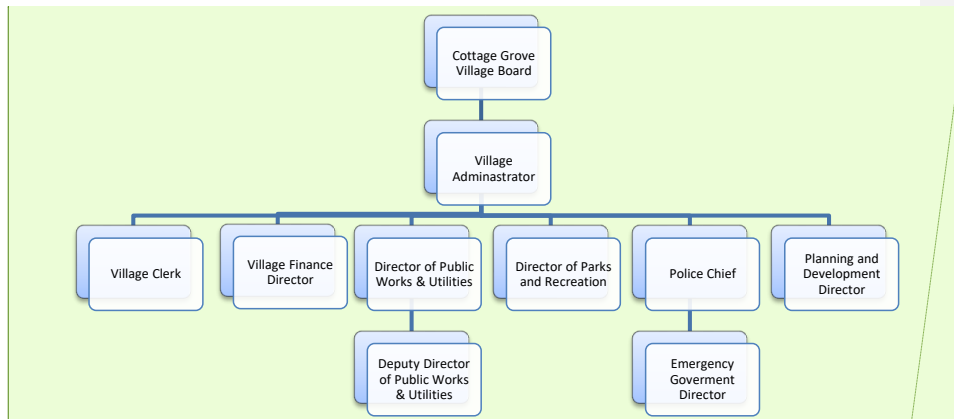 Cottage Grove
Village Board
Village
Adminastrator
Village Clerk
Village Finance
Director
Director of Public
Works & Utilities
Director of Parks
and Recreation
Police Chief
Planning and
Development
Director
Deputy Director
of Public Works
& Utilities
Emergency
Goverment
Director